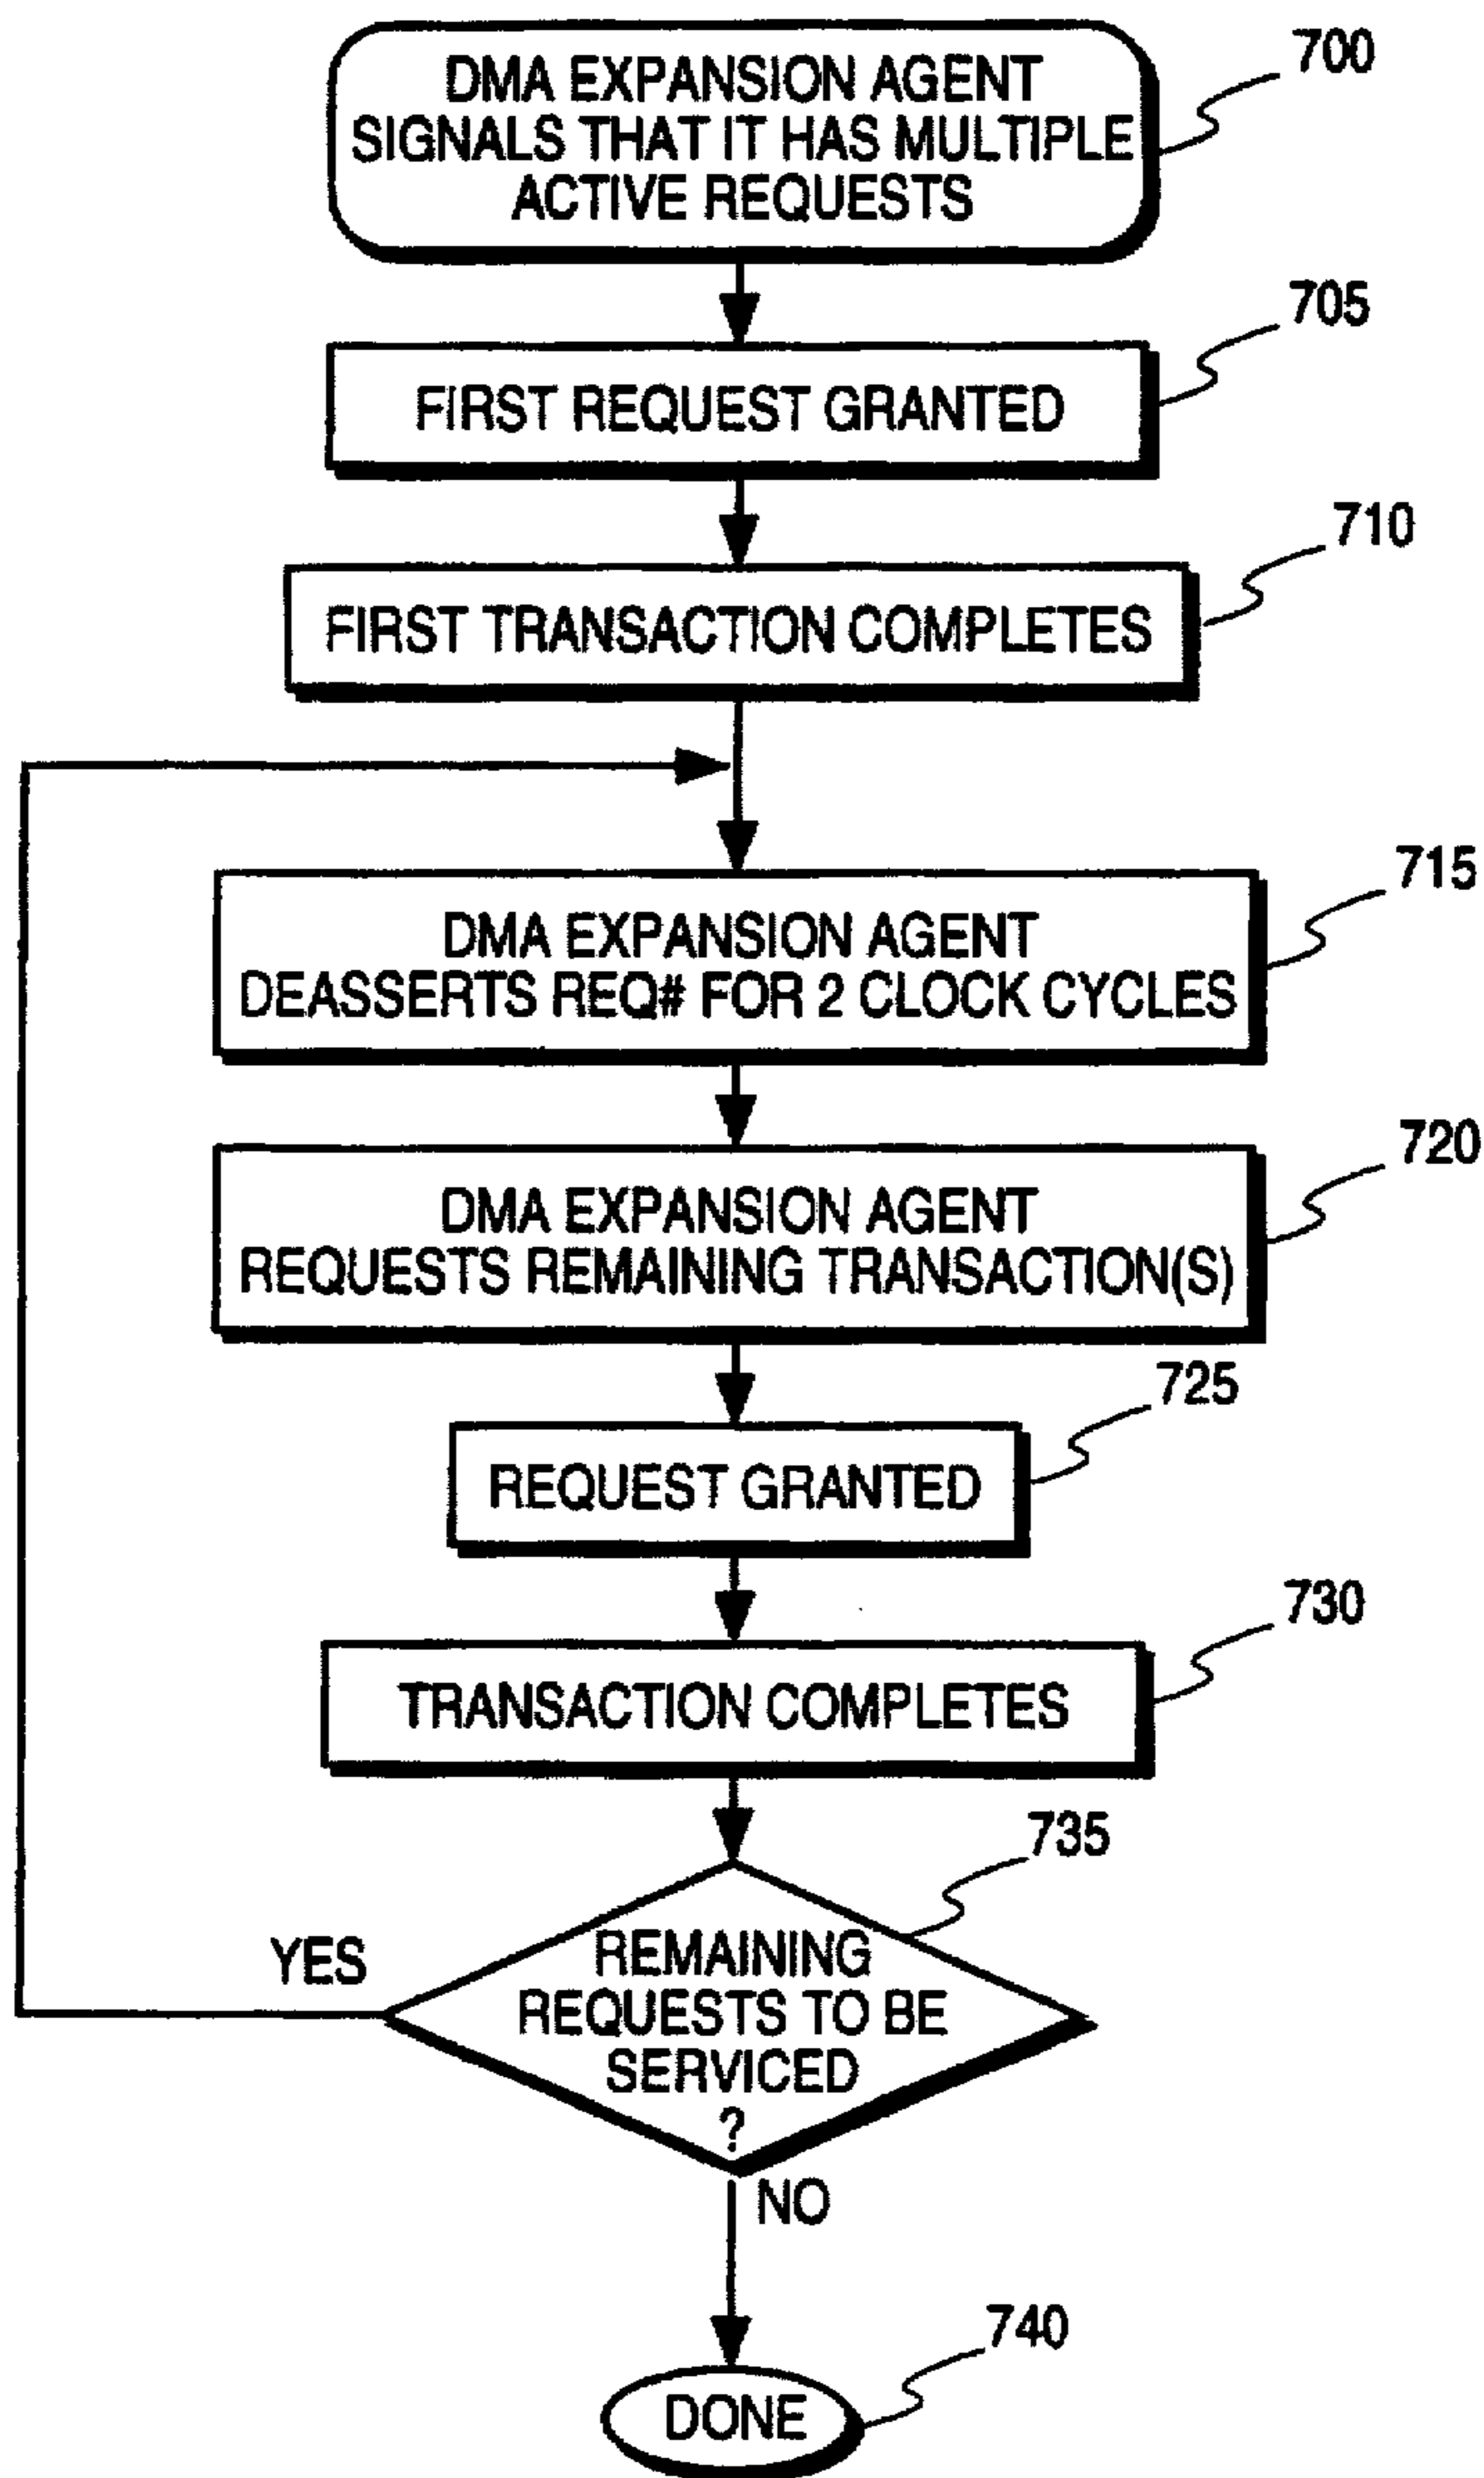 DMA EXPANSION AGENT
SIGNALS THAT IT HAS MULTIPLE
ACTIVE REQUESTS
700
705
FIRST REQUEST GRANTED
710
FIRST TRANSACTION COMPLETES
715
DMA EXPANSION AGENT
DEASSERTS REQ# FOR 2 CLOCK CYCLES
720
DMA EXPANSION AGENT
REQUESTS REMAINING TRANSACTION(S)
725
REQUEST GRANTED
730
TRANSACTION COMPLETES
735
YES
REMAINING
REQUESTS TO BE
SERVICED
?
NO
740
DONE